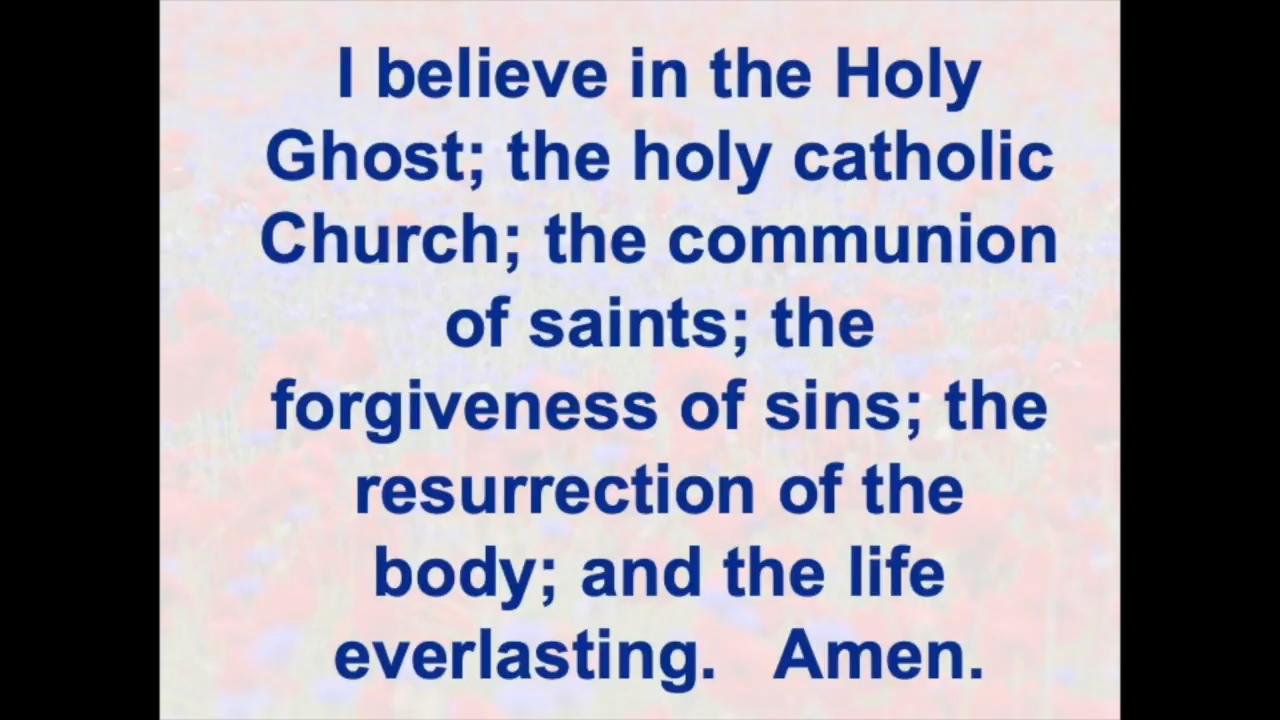 I believe in the Holy
Ghost; the holy catholic
Church; the communion
of saints; the
forgiveness of sins; the
resurrection of the
body; and the life
everlasting.   Amen.